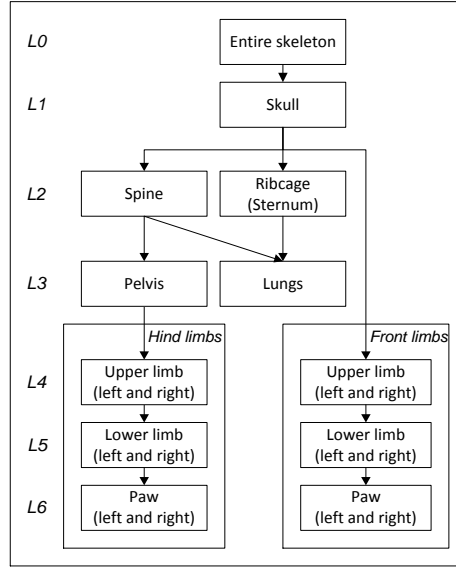 L0
Entire skeleton
L1
Skull
L2
Spine
Ribcage
(Sternum)
L3
Pelvis
Lungs
Hind limbs
Front limbs
L4
Upper limb
(left and right)
Upper limb
(left and right)
L5
Lower limb
(left and right)
Lower limb
(left and right)
L6
Paw
(left and right)
Paw
(left and right)